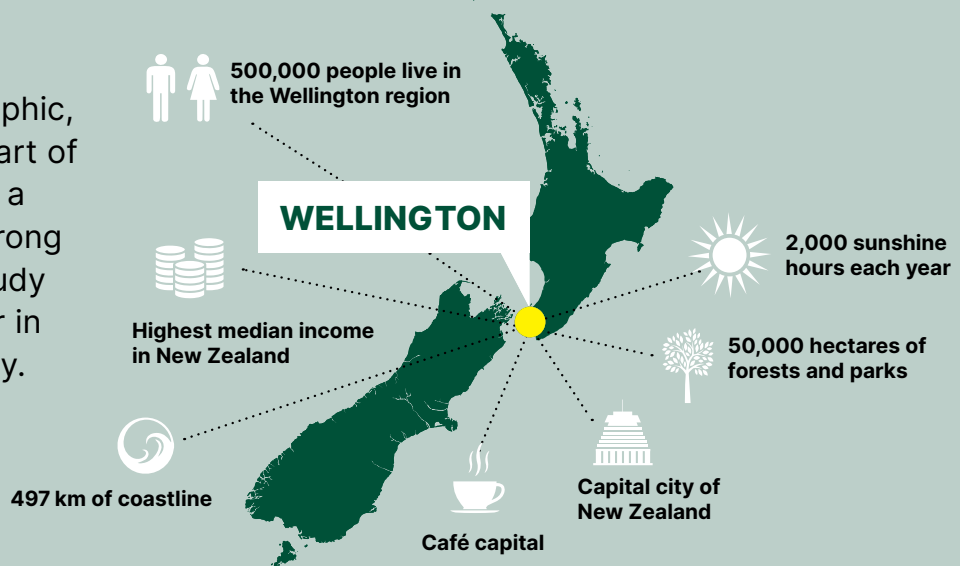 phic,
art of
a
rong
udy
r in
y.
500,000 people live in
the Wellington region
WELLINGTON
2,000 sunshine
hours each year
Highest median income
in New Zealand
50,000 hectares of
forests and parks
497 km of coastline
Capital city of
New Zealand
Café capital